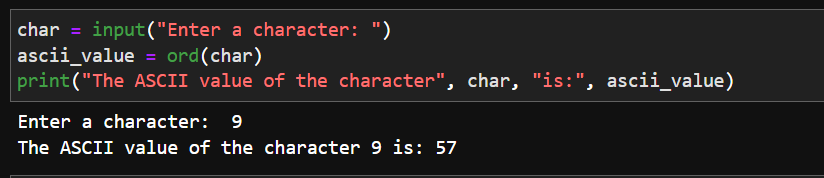 char = input("Enter a character: ")
ascii_value = ord(char)
print("The ASCII value of the character", char, "is:", ascii_value)
Enter a character:  9
The ASCII value of the character 9 is: 57